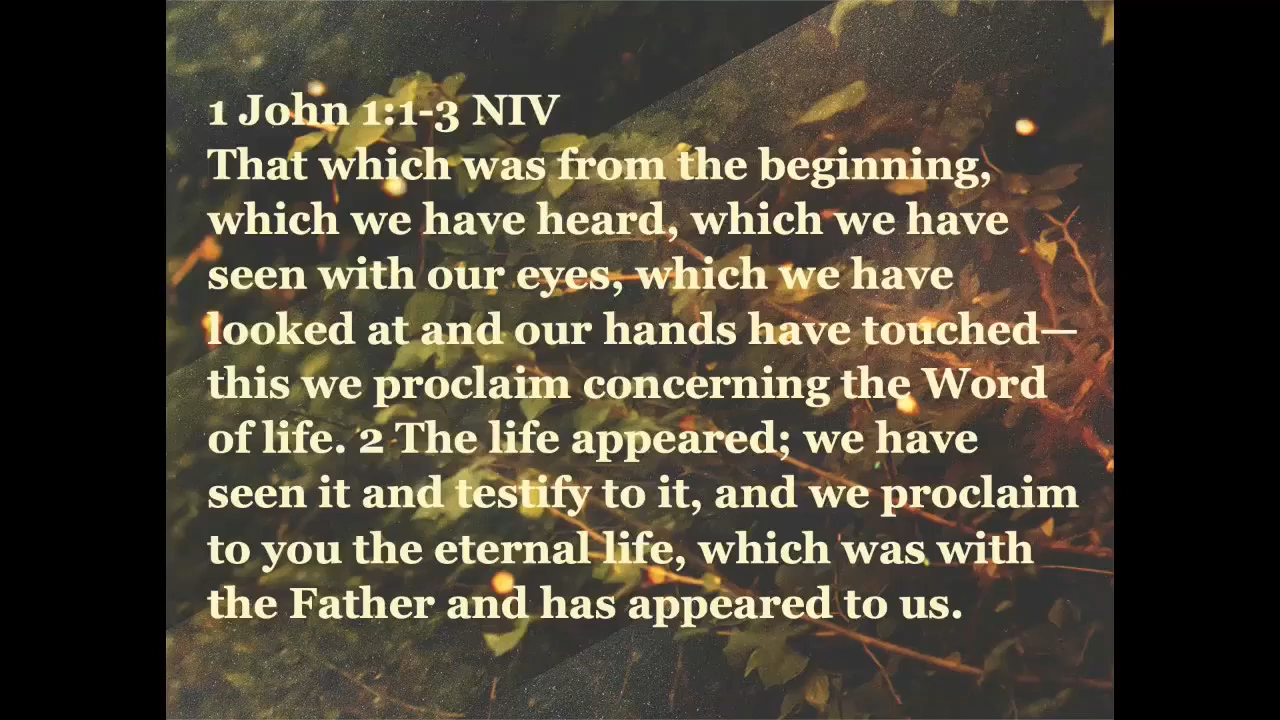 1 John 1:1-3 NIV
That which was from the beginning,
which we have heard, which we have
seen with our eyes, which we have
looked at and our hands have touched—
this we proclaim concerning the Word
of life. 2 The life appeared; we have
seen it and testify to it, and we proclaim
to you the eternal life, which was with
the Father and has appeared to us.